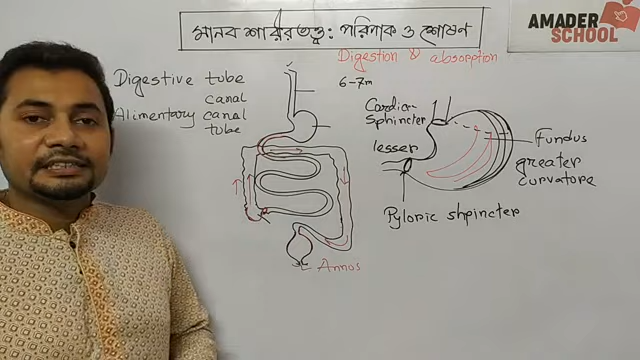 মানব শারীরতত্ত্ব : পরিপাক ও শোষণ
AMADER
SCHOOL
Digestion & absorption
Digestive tube
canal
Alimentary canal
tube
6-7m
Cardiac
Sphincter
lesser
Fundus
greater
curvatore
Pyloric shpincter
Annos